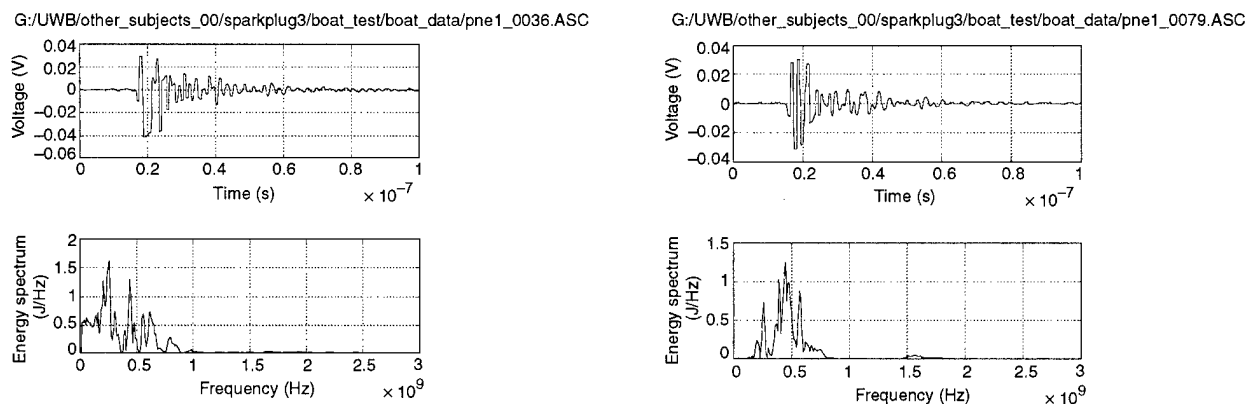 G:/UWB/other_subjects_00/sparkplug3/boat_test/boat_data/pne1_0036.ASC
Voltage (V)
0.04
0.02
0
−0.02
−0.04
−0.06
0 0.2 0.4 0.6 0.8 1
Time (s)
× 10⁻⁷
Energy spectrum
(J/Hz)
2
1.5
1
0.5
0
0 0.5 1 1.5 2 2.5 3
Frequency (Hz)
× 10⁹
G:/UWB/other_subjects_00/sparkplug3/boat_test/boat_data/pne1_0079.ASC
Voltage (V)
0.04
0.02
0
−0.02
−0.04
0 0.2 0.4 0.6 0.8 1
Time (s)
× 10⁻⁷
Energy spectrum
(J/Hz)
1.5
1
0.5
0
0 0.5 1 1.5 2 2.5 3
Frequency (Hz)
× 10⁹